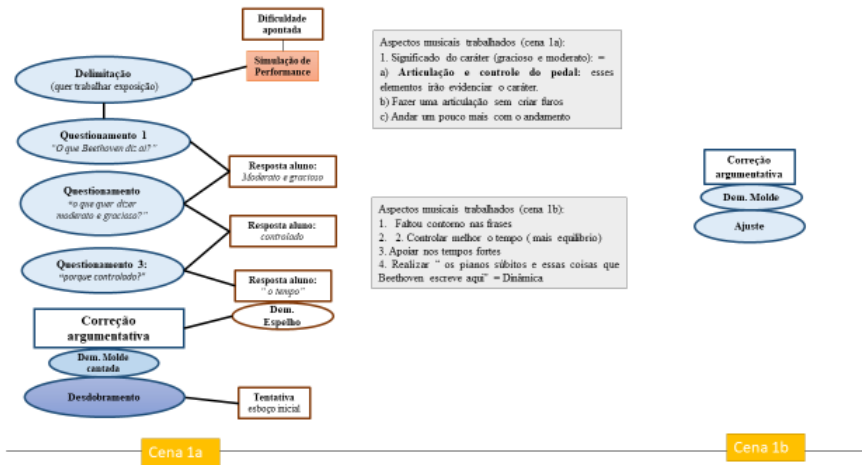 Dificuldade
apontada
Simulação de
Performance
Delimitação
(quer trabalhar exposição)
Questionamento 1
"O que Beethoven diz aí?"
Resposta aluno:
Moderato e gracioso
Questionamento
"o que quer dizer
moderato e gracioso?"
Resposta aluno:
controlado
Questionamento 3:
"porque controlado?"
Resposta aluno:
" o tempo"
Dem.
Espelho
Correção
argumentativa
Dem. Molde
cantada
Desdobramento
Tentativa
esboço inicial
Cena 1a
Aspectos musicais trabalhados (cena 1a):
1. Significado do caráter (gracioso e moderato): =
a) Articulação e controle do pedal: esses
elementos irão evidenciar o caráter.
b) Fazer uma articulação sem criar furos
c) Andar um pouco mais com o andamento
Aspectos musicais trabalhados (cena 1b):
1. Faltou contorno nas frases
2. 2. Controlar melhor o tempo ( mais equilíbrio)
3. Apoiar nos tempos fortes
4. Realizar " os pianos súbitos e essas coisas que
Beethoven escreve aqui" = Dinâmica
Correção
argumentativa
Dem. Molde
Ajuste
Cena 1b